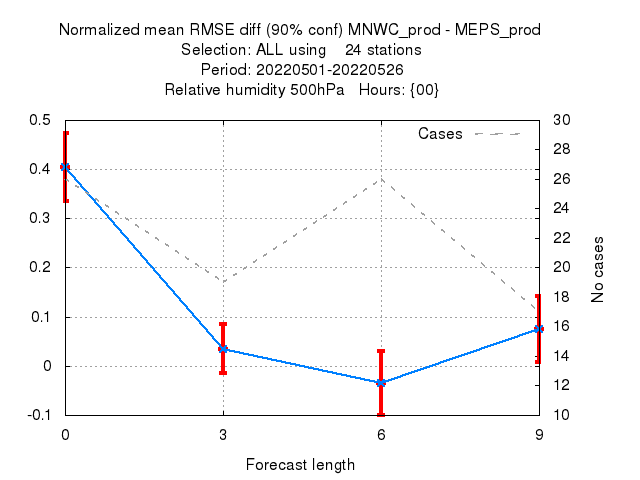 Normalized mean RMSE diff (90% conf) MNWC_prod - MEPS_prod
Selection: ALL using    24 stations
Period: 20220501-20220526
Relative humidity 500hPa   Hours: {00}
Cases
0.5
0.4
0.3
0.2
0.1
0
-0.1
30
28
26
24
22
20
18
16
14
12
10
No cases
0 3 6 9
Forecast length